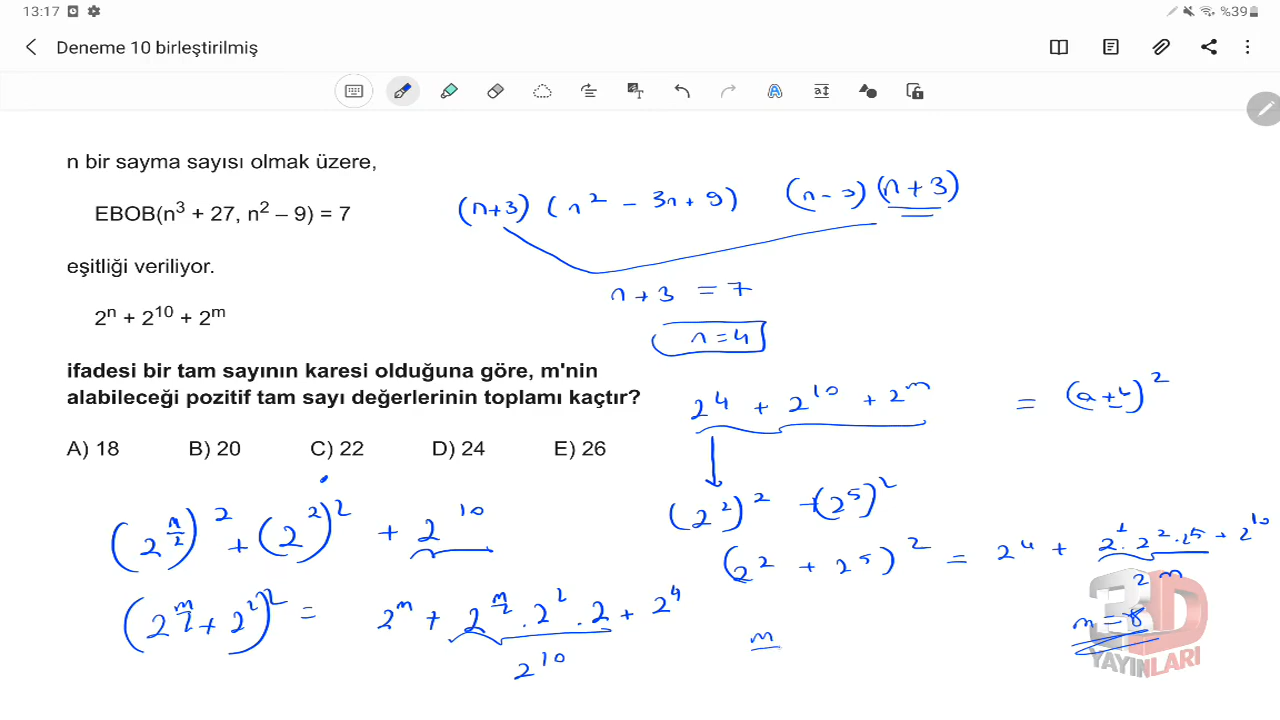 13:17 %39
Deneme 10 birleştirilmiş
n bir sayma sayısı olmak üzere,
EBOB(n³ + 27, n² – 9) = 7
eşitliği veriliyor.
2ⁿ + 2¹⁰ + 2ᵐ
ifadesi bir tam sayının karesi olduğuna göre, m'nin
alabileceği pozitif tam sayı değerlerinin toplamı kaçtır?
A) 18 B) 20 C) 22 D) 24 E) 26
(n+3) (n² - 3n + 9) (n - 3) (n + 3)
n + 3 = 7
n = 4
2⁴ + 2¹⁰ + 2ᵐ = (a + b)²
(2²)² + (2⁵)²
(2² + 2⁵)² = 2⁴ + 2¹ . 2² . 2⁵ + 2¹⁰
2ᵐ
m = 8
m
(2^(m/2))² + (2²)² + 2¹⁰
(2^(m/2) + 2²)² = 2ᵐ + 2^(m/2) . 2² . 2 + 2⁴
2¹⁰
3D
YAYINLARI